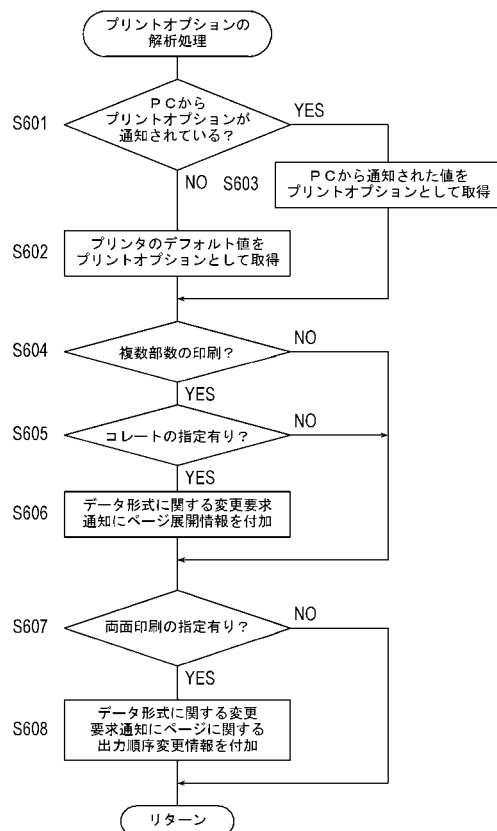 プリントオプションの
解析処理
S601
PCから
プリントオプションが
通知されている?
YES
NO
S603
PCから通知された値を
プリントオプションとして取得
S602
プリンタのデフォルト値を
プリントオプションとして取得
S604
複数部数の印刷?
NO
YES
S605
コレートの指定有り?
NO
YES
S606
データ形式に関する変更要求
通知にページ展開情報を付加
S607
両面印刷の指定有り?
NO
YES
S608
データ形式に関する変更
要求通知にページに関する
出力順序変更情報を付加
リターン